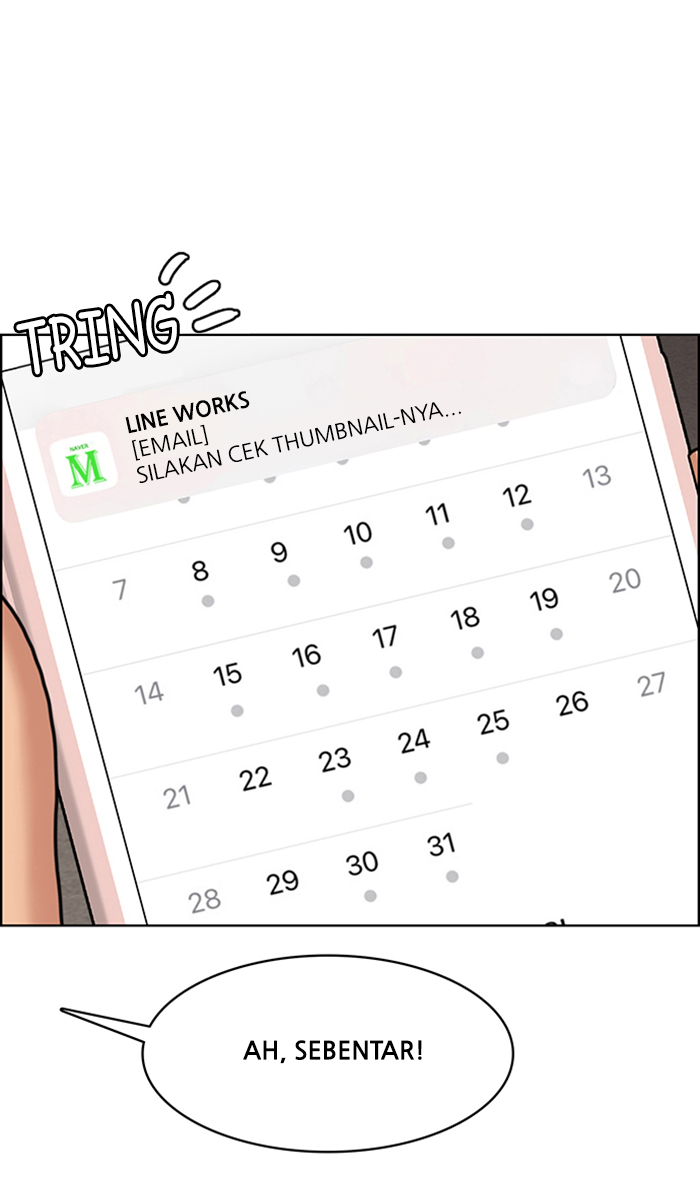 TRING
LINE WORKS
[EMAIL]
SILAKAN CEK THUMBNAIL-NYA...
NAVER
M
7 8 9 10 11 12 13
14 15 16 17 18 19 20
21 22 23 24 25 26 27
28 29 30 31
AH, SEBENTAR!